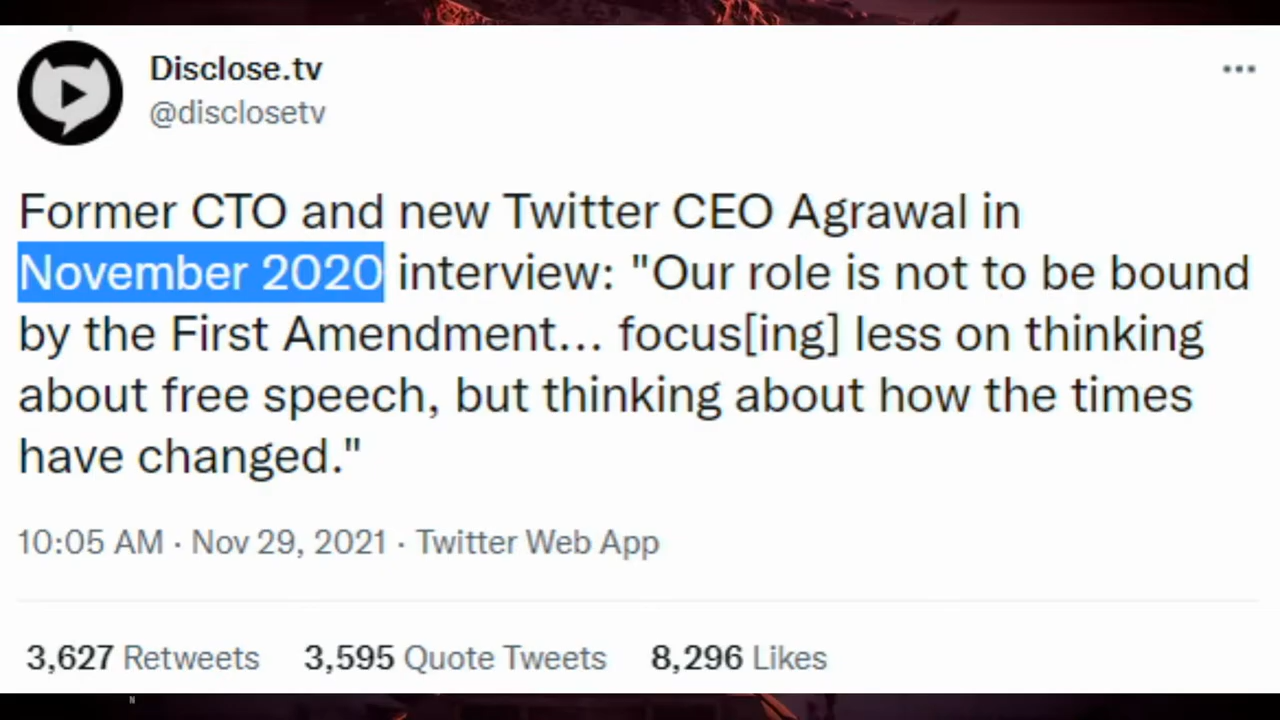 Disclose.tv
@disclosetv
Former CTO and new Twitter CEO Agrawal in
November 2020 interview: "Our role is not to be bound
by the First Amendment... focus[ing] less on thinking
about free speech, but thinking about how the times
have changed."
10:05 AM · Nov 29, 2021 · Twitter Web App
3,627 Retweets 3,595 Quote Tweets 8,296 Likes
N